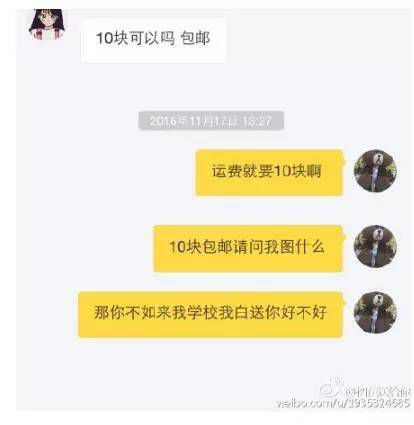 10块可以吗 包邮
2016年11月17日 13:27
运费就要10块啊
10块包邮请问我图什么
那你不如来我学校我白送你好不好
weibo.com/u/1935324685